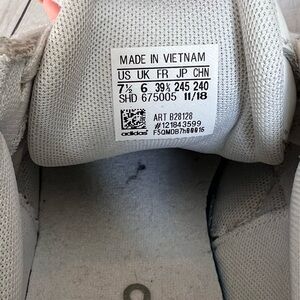 MADE IN VIETNAM
US UK FR JP CHN
7½ 6 39⅓ 245 240
SHD 675005 11/18
ART B28128
#121843599
adidas F5QMDB7h00016